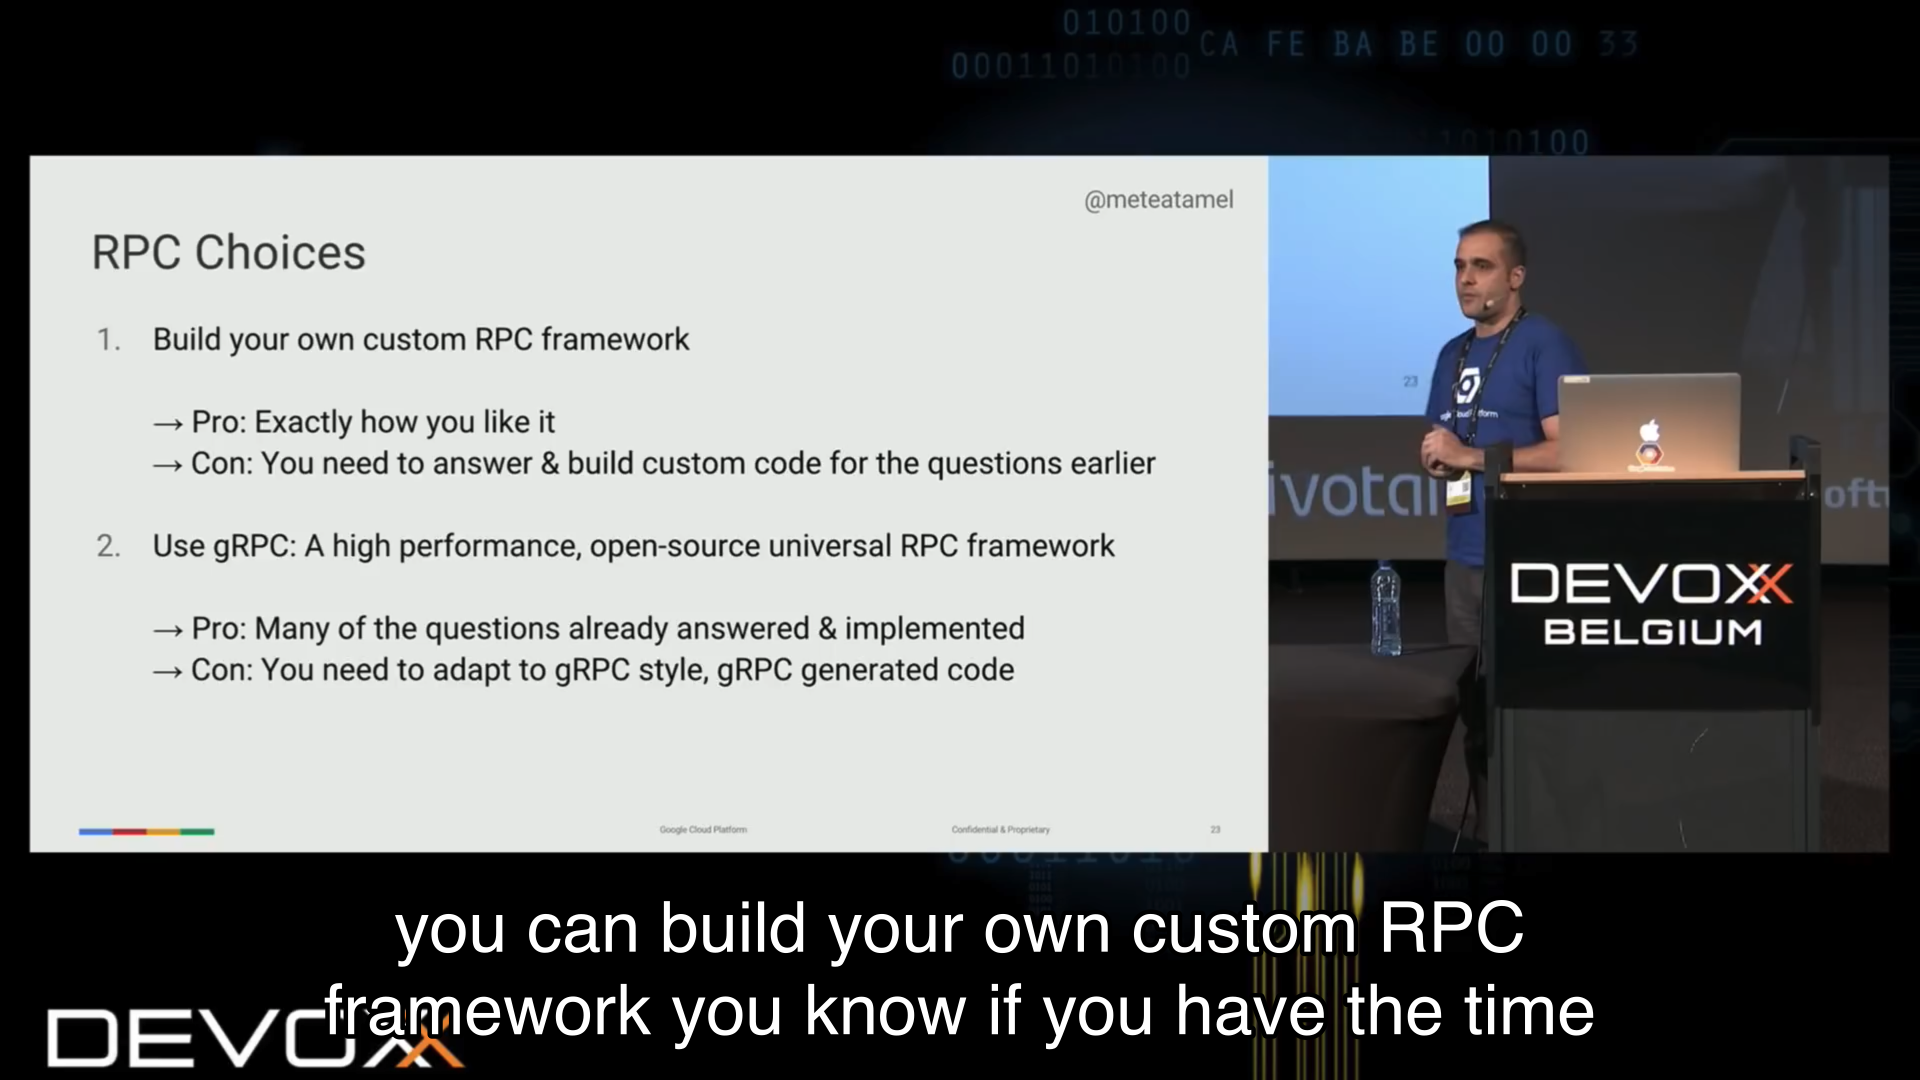 010100
CA FE BA BE 00 00 33
00011010100
1010100
@meteatamel
RPC Choices
1. Build your own custom RPC framework
→ Pro: Exactly how you like it
→ Con: You need to answer & build custom code for the questions earlier
2. Use gRPC: A high performance, open-source universal RPC framework
→ Pro: Many of the questions already answered & implemented
→ Con: You need to adapt to gRPC style, gRPC generated code
Google Cloud Platform
Confidential & Proprietary
23
23
ivotal
DEVOXX
BELGIUM
you can build your own custom RPC
framework you know if you have the time
DEVOXX